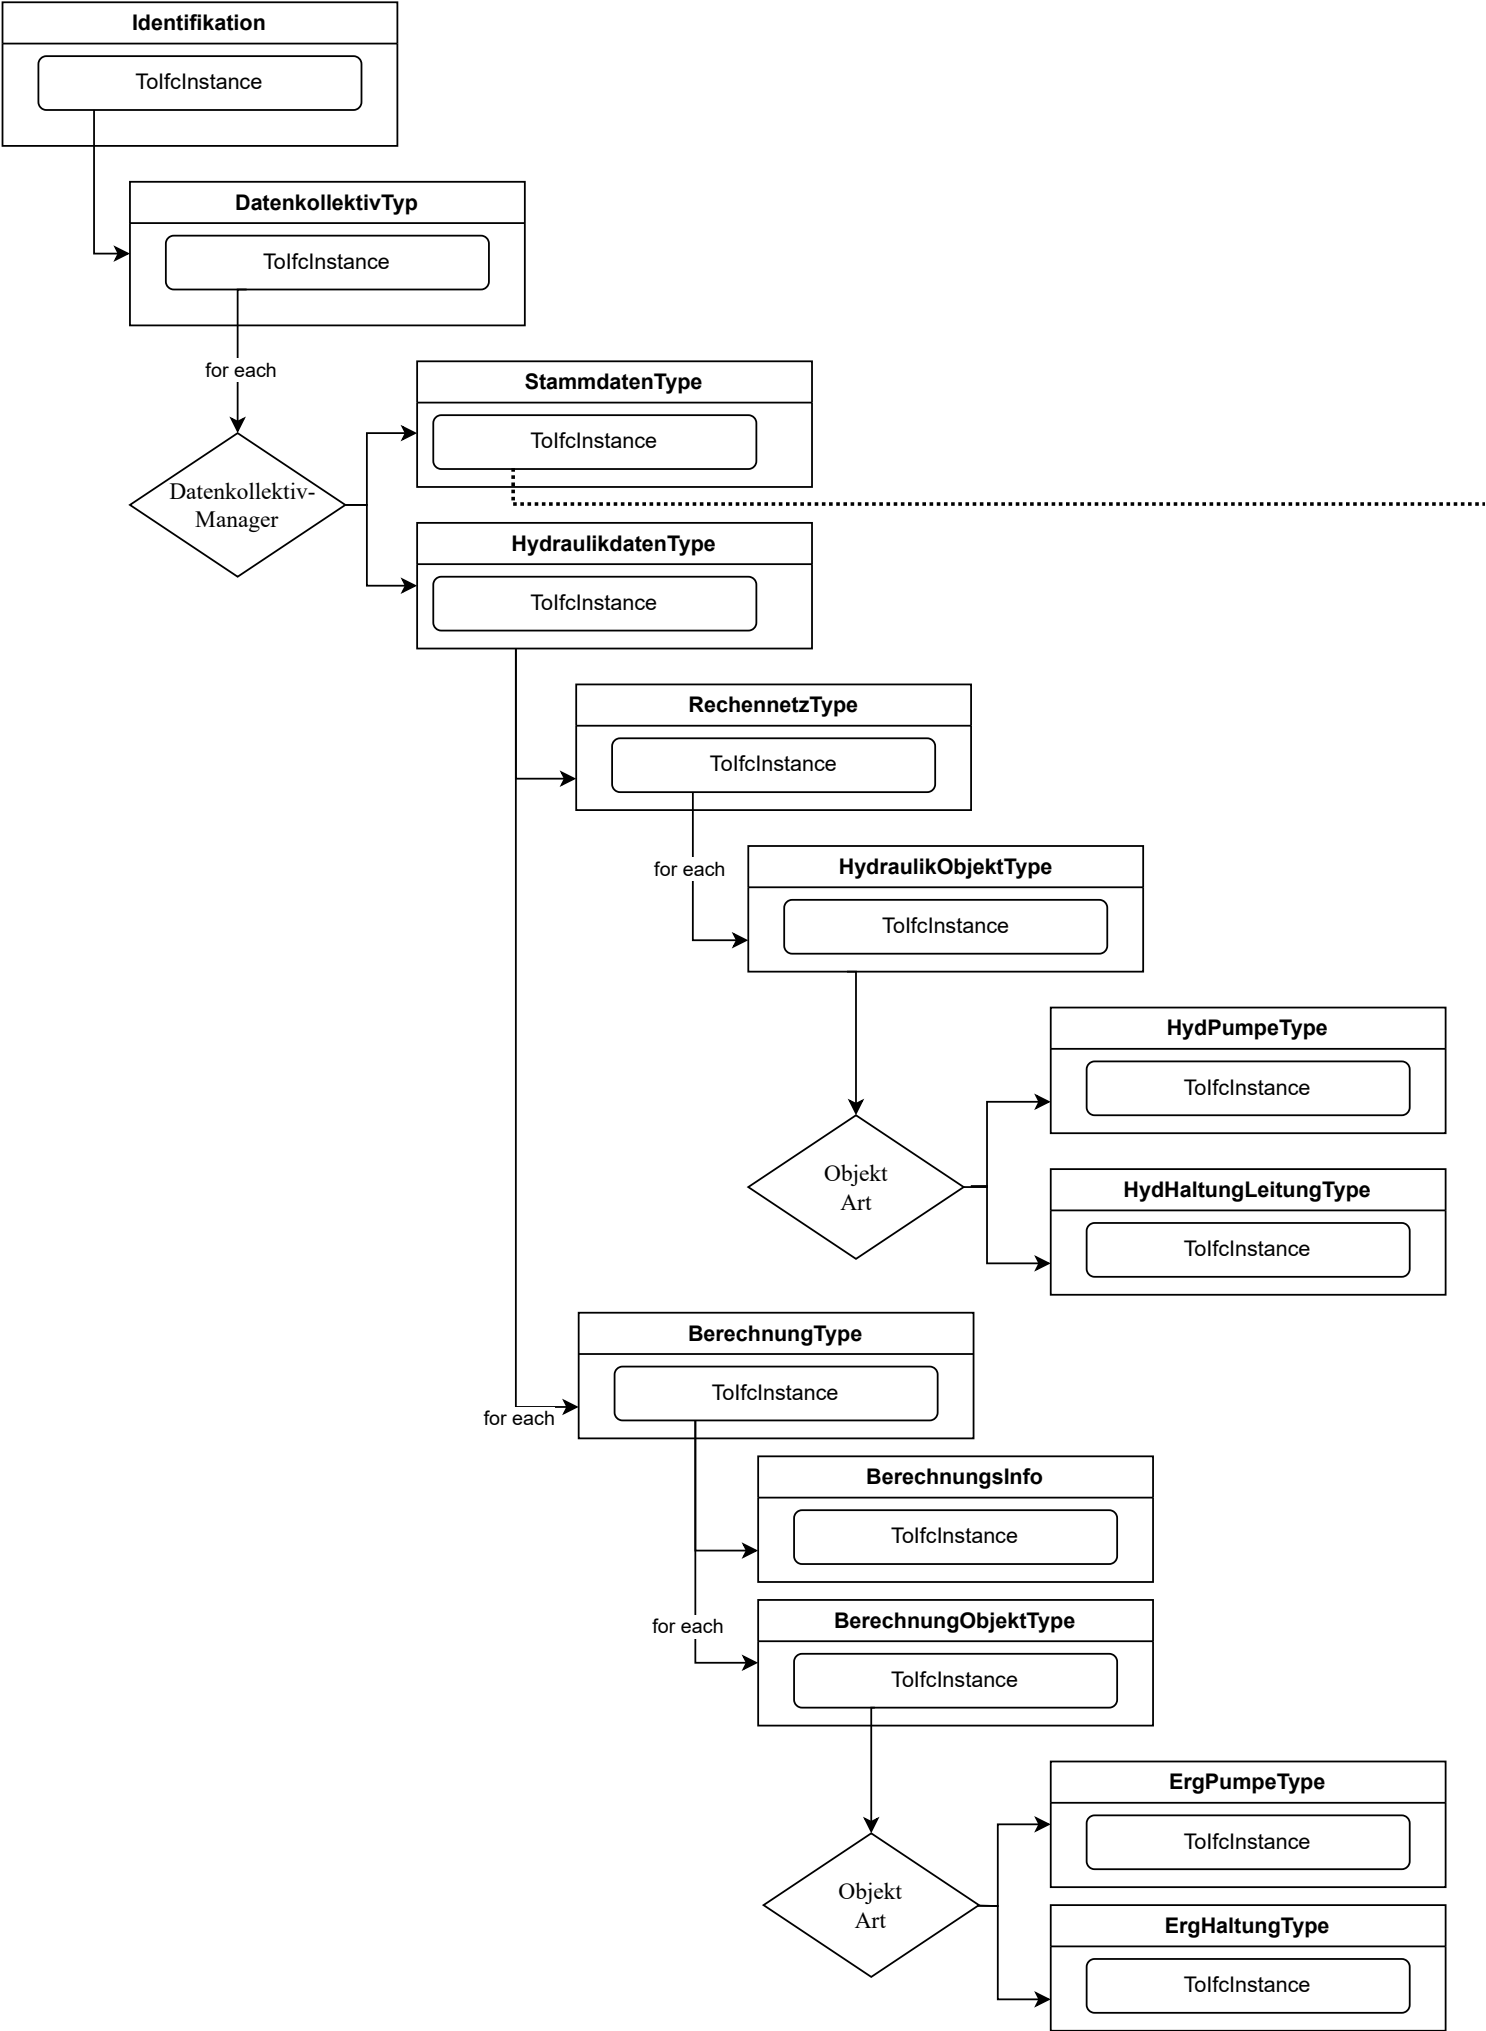 Identifikation
ToIfcInstance
DatenkollektivTyp
ToIfcInstance
for each
StammdatenType
ToIfcInstance
Datenkollektiv-
Manager
HydraulikdatenType
ToIfcInstance
RechennetzType
ToIfcInstance
for each
HydraulikObjektType
ToIfcInstance
HydPumpeType
ToIfcInstance
Objekt
Art
HydHaltungLeitungType
ToIfcInstance
BerechnungType
ToIfcInstance
for each
BerechnungsInfo
ToIfcInstance
for each
BerechnungObjektType
ToIfcInstance
ErgPumpeType
ToIfcInstance
Objekt
Art
ErgHaltungType
ToIfcInstance